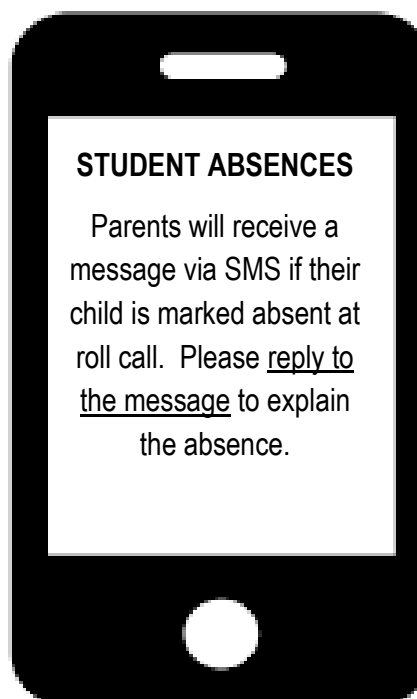 STUDENT ABSENCES
Parents will receive a
message via SMS if their
child is marked absent at
roll call.  Please reply to
the message to explain
the absence.